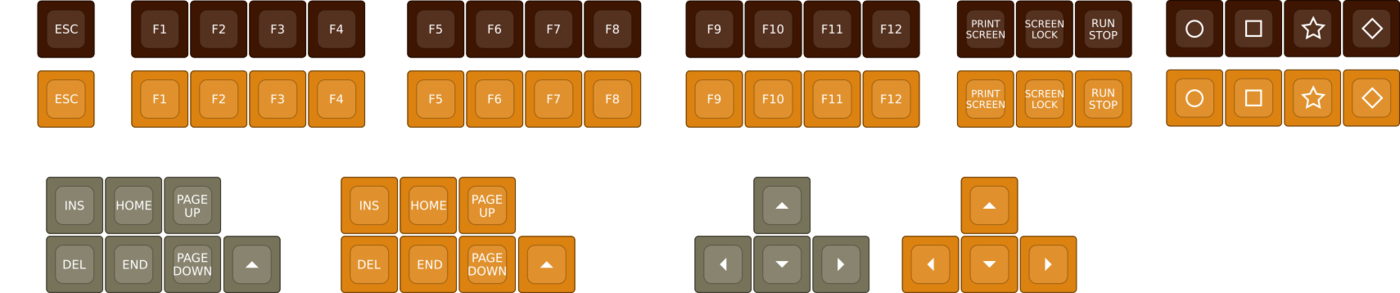 ESC F1 F2 F3 F4 F5 F6 F7 F8 F9 F10 F11 F12 PRINT SCREEN SCREEN LOCK RUN STOP
ESC F1 F2 F3 F4 F5 F6 F7 F8 F9 F10 F11 F12 PRINT SCREEN SCREEN LOCK RUN STOP
INS HOME PAGE UP INS HOME PAGE UP
DEL END PAGE DOWN DEL END PAGE DOWN